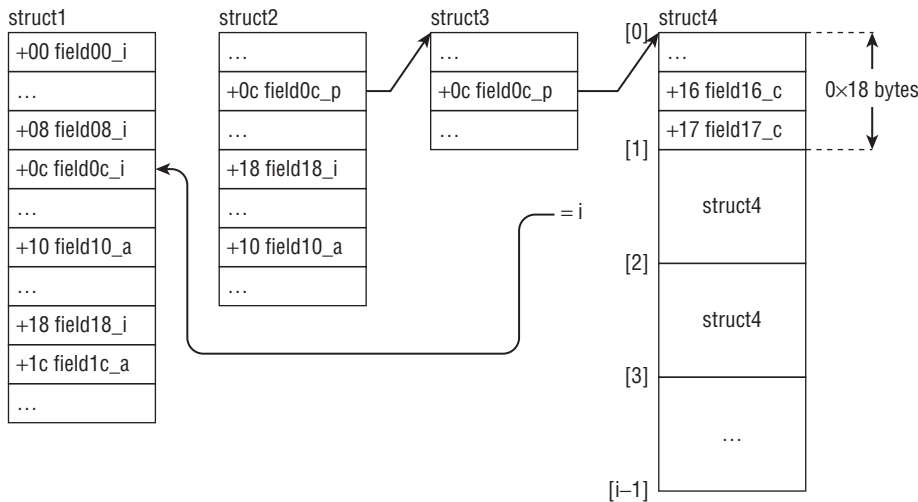 struct1
+00 field00_i
…
+08 field08_i
+0c field0c_i
…
+10 field10_a
…
+18 field18_i
+1c field1c_a
…
struct2
…
+0c field0c_p
…
+18 field18_i
…
+10 field10_a
…
struct3
…
+0c field0c_p
…
= i
struct4
[0]
…
+16 field16_c
+17 field17_c
0×18 bytes
[1]
struct4
[2]
struct4
[3]
…
[i–1]